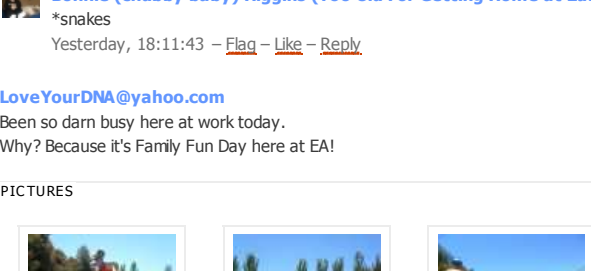 *snakes
Yesterday, 18:11:43 – Flag – Like – Reply
LoveYourDNA@yahoo.com
Been so darn busy here at work today.
Why? Because it's Family Fun Day here at EA!
PICTURES